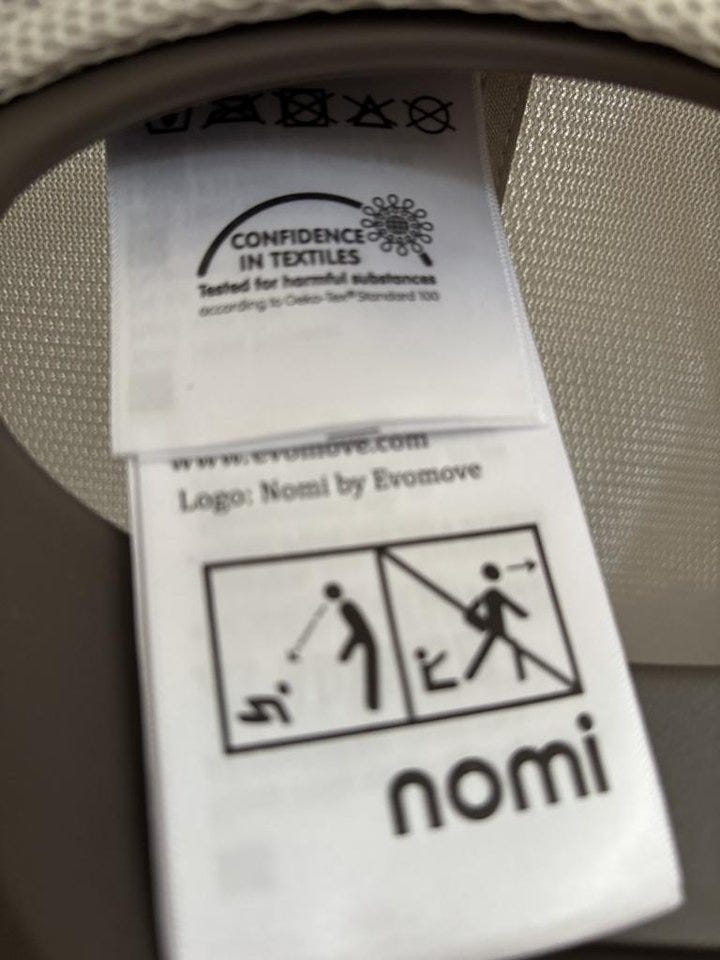 CONFIDENCE
IN TEXTILES
Tested for harmful substances
according to Oeko-Tex® Standard 100
www.evomove.com
Logo: Nomi by Evomove
nomi